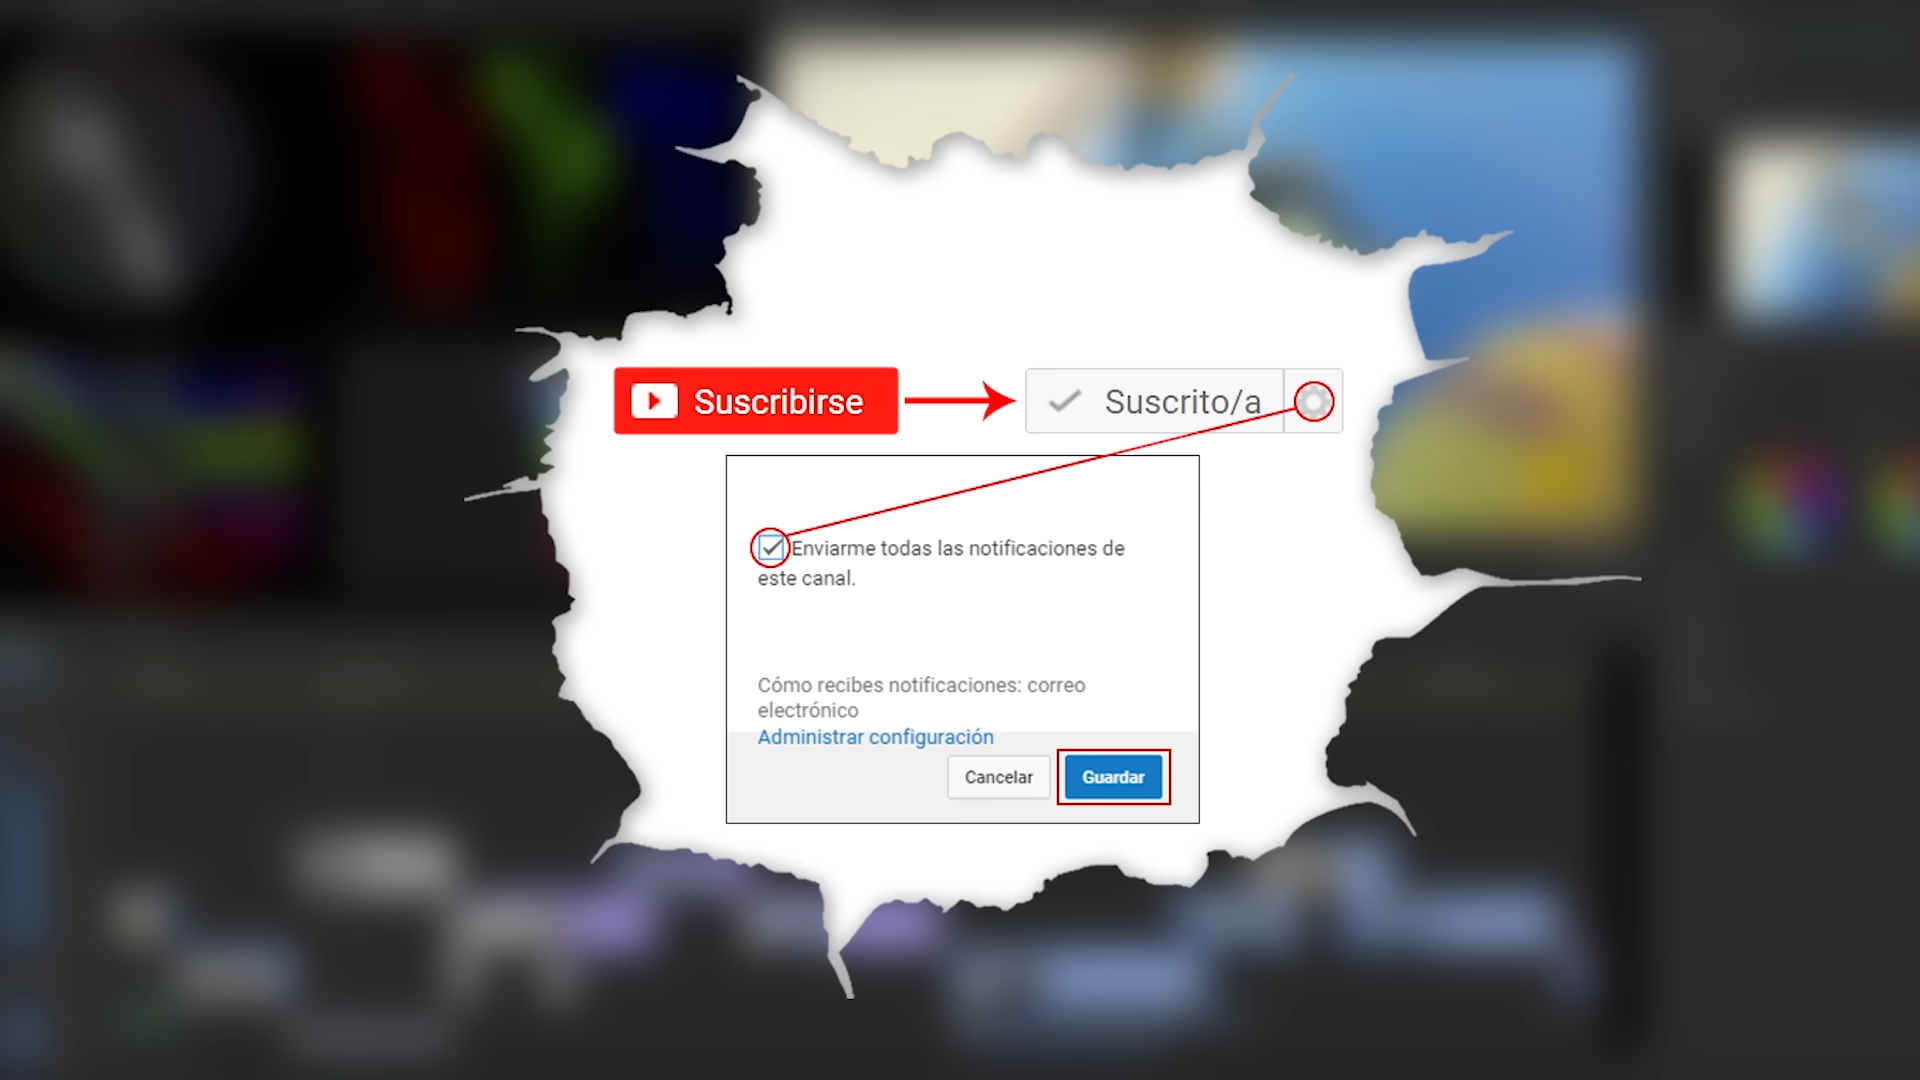 Suscribirse
Suscrito/a
Enviarme todas las notificaciones de
este canal.
Cómo recibes notificaciones: correo
electrónico
Administrar configuración
Cancelar
Guardar